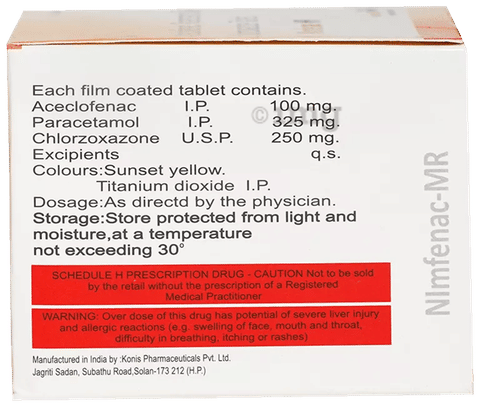 Each film coated tablet contains.
Aceclofenac I.P. 100 mg.
Paracetamol I.P. 325 mg.
Chlorzoxazone U.S.P. 250 mg.
Excipients q.s.
Colours:Sunset yellow.
Titanium dioxide I.P.
Dosage:As directd by the physician.
Storage:Store protected from light and
moisture,at a temperature
not exceeding 30°
SCHEDULE H PRESCRIPTION DRUG - CAUTION Not to be sold
by the retail without the prescription of a Registered
Medical Practitioner
WARNING: Over dose of this drug has potential of severe liver injury
and allergic reactions (e.g. swelling of face, mouth and throat,
difficulty in breathing, itching or rashes)
Manufactured in India by :Konis Pharmaceuticals Pvt. Ltd.
Jagriti Sadan, Subathu Road,Solan-173 212 (H.P.)
NImfenac-MR